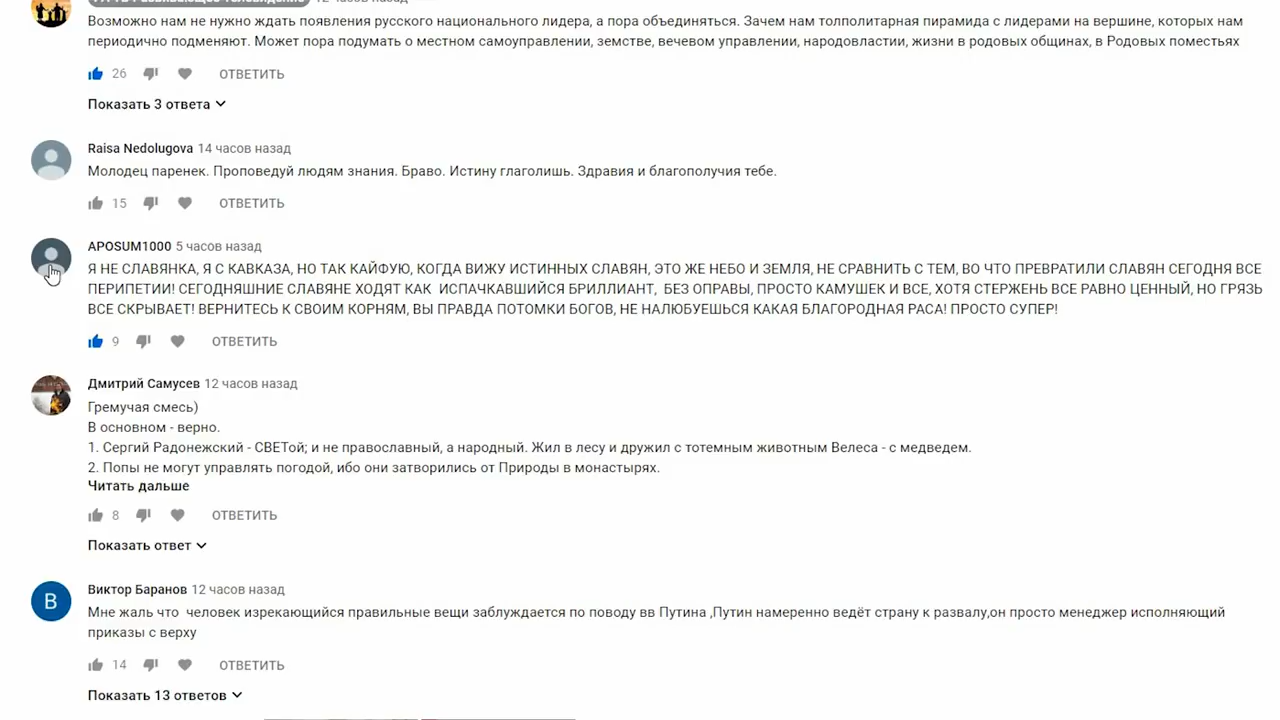 12 часов назад
Возможно нам не нужно ждать появления русского национального лидера, а пора объединяться. Зачем нам толполитарная пирамида с лидерами на вершине, которых нам
периодично подменяют. Может пора подумать о местном самоуправлении, земстве, вечевом управлении, народовластии, жизни в родовых общинах, в Родовых поместьях
26 ОТВЕТИТЬ
Показать 3 ответа
Raisa Nedolugova 14 часов назад
Молодец паренек. Проповедуй людям знания. Браво. Истину глаголишь. Здравия и благополучия тебе.
15 ОТВЕТИТЬ
APOSUM1000 5 часов назад
Я НЕ СЛАВЯНКА, Я С КАВКАЗА, НО ТАК КАЙФУЮ, КОГДА ВИЖУ ИСТИННЫХ СЛАВЯН, ЭТО ЖЕ НЕБО И ЗЕМЛЯ, НЕ СРАВНИТЬ С ТЕМ, ВО ЧТО ПРЕВРАТИЛИ СЛАВЯН СЕГОДНЯ ВСЕ
ПЕРИПЕТИИ! СЕГОДНЯШНИЕ СЛАВЯНЕ ХОДЯТ КАК ИСПАЧКАВШИЙСЯ БРИЛЛИАНТ, БЕЗ ОПРАВЫ, ПРОСТО КАМУШЕК И ВСЕ, ХОТЯ СТЕРЖЕНЬ ВСЕ РАВНО ЦЕННЫЙ, НО ГРЯЗЬ
ВСЕ СКРЫВАЕТ! ВЕРНИТЕСЬ К СВОИМ КОРНЯМ, ВЫ ПРАВДА ПОТОМКИ БОГОВ, НЕ НАЛЮБУЕШЬСЯ КАКАЯ БЛАГОРОДНАЯ РАСА! ПРОСТО СУПЕР!
9 ОТВЕТИТЬ
Дмитрий Самусев 12 часов назад
Гремучая смесь)
В основном - верно.
1. Сергий Радонежский - СВЕТой; и не православный, а народный. Жил в лесу и дружил с тотемным животным Велеса - с медведем.
2. Попы не могут управлять погодой, ибо они затворились от Природы в монастырях.
Читать дальше
8 ОТВЕТИТЬ
Показать ответ
Виктор Баранов 12 часов назад
В
Мне жаль что человек изрекающийся правильные вещи заблуждается по поводу вв Путина ,Путин намеренно ведёт страну к развалу,он просто менеджер исполняющий
приказы с верху
14 ОТВЕТИТЬ
Показать 13 ответов